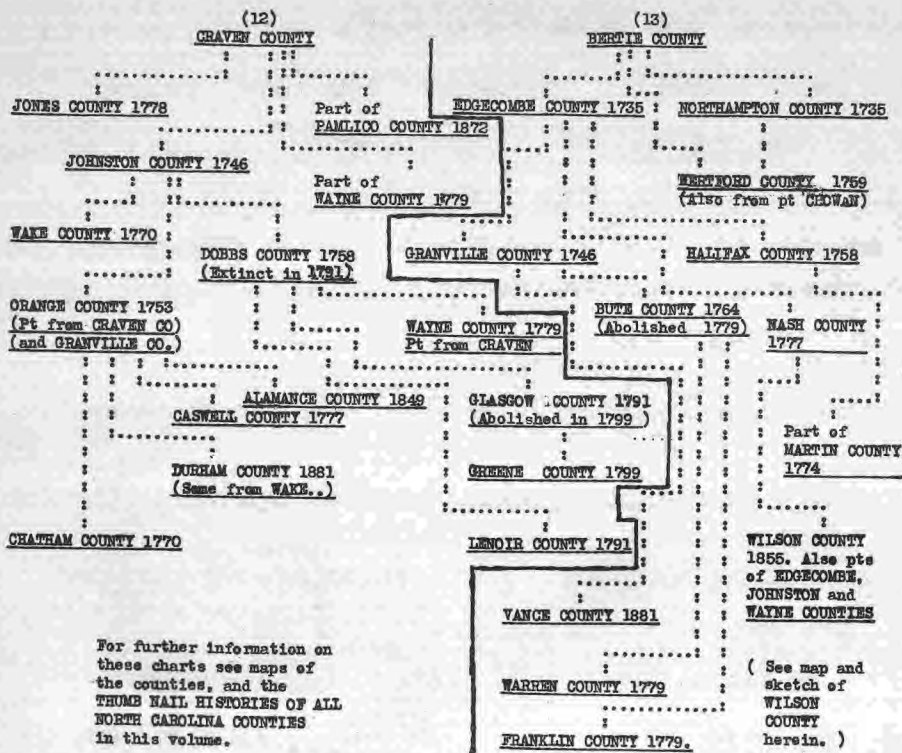 (12)
CRAVEN COUNTY
JONES COUNTY 1778
Part of
PAMLICO COUNTY 1872
JOHNSTON COUNTY 1746
Part of
WAYNE COUNTY 1779
WAKE COUNTY 1770
DOBBS COUNTY 1758
(Extinct in 1791)
ORANGE COUNTY 1753
(Pt from CRAVEN CO)
(and GRANVILLE CO.)
WAYNE COUNTY 1779
Pt from CRAVEN
ALAMANCE COUNTY 1849
CASWELL COUNTY 1777
GLASGOW COUNTY 1791
(Abolished in 1799 )
DURHAM COUNTY 1881
(Some from WAKE..)
GREENE COUNTY 1799
CHATHAM COUNTY 1770
LENOIR COUNTY 1791
For further information on
these charts see maps of
the counties, and the
THUMB NAIL HISTORIES OF ALL
NORTH CAROLINA COUNTIES
in this volume.
(13)
BERTIE COUNTY
EDGECOMBE COUNTY 1735
NORTHAMPTON COUNTY 1735
HERTFORD COUNTY 1759
(Also from pt CHOWAN)
GRANVILLE COUNTY 1746
HALIFAX COUNTY 1758
BUTE COUNTY 1764
(Abolished 1779)
NASH COUNTY
1777
Part of
MARTIN COUNTY
1774
WILSON COUNTY
1855. Also pts
of EDGECOMBE,
JOHNSTON and
WAYNE COUNTIES
VANCE COUNTY 1881
WARREN COUNTY 1779
FRANKLIN COUNTY 1779.
( See map and
sketch of
WILSON
COUNTY
herein. )